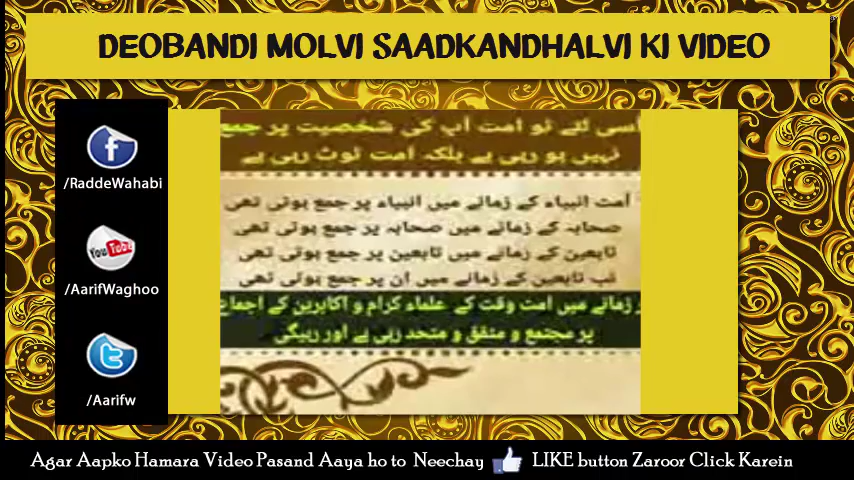 DEOBANDI MOLVI SAADKANDHALVI KI VIDEO
/RaddeWahabi
You Tube
/AarifWaghoo
/Aarifw
اسی لئے تو امت آپ کی شخصیت پر جمع
نہیں ہو رہی ہے بلکہ امت ٹوٹ رہی ہے
امت انبیاء کے زمانے میں انبیاء پر جمع ہوتی تھی
صحابہ کے زمانے میں صحابہ پر جمع ہوتی تھی
تابعین کے زمانے میں تابعین پر جمع ہوتی تھی
تب تابعین کے زمانے میں ان پر جمع ہوتی تھی
زمانے میں امت وقت کے علماء کرام و اکابرین کے اجماع
پر مجتمع و متفق و متحد رہی ہے اور رہیگی
Agar Aapko Hamara Video Pasand Aaya ho to Neechay LIKE button Zaroor Click Karein